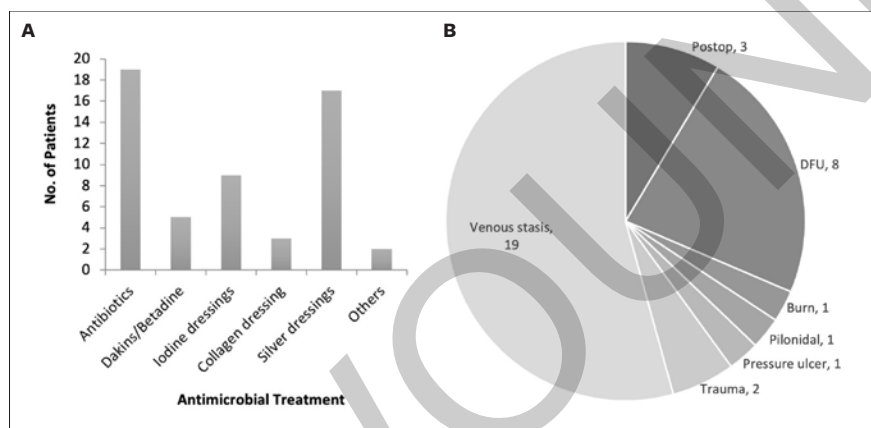 A
No. of Patients
20
18
16
14
12
10
8
6
4
2
0
Antibiotics
Dakins/Betadine
Iodine dressings
Collagen dressing
Silver dressings
Others
Antimicrobial Treatment
B
Postop, 3
DFU, 8
Burn, 1
Pilonidal, 1
Pressure ulcer, 1
Trauma, 2
Venous stasis,
19